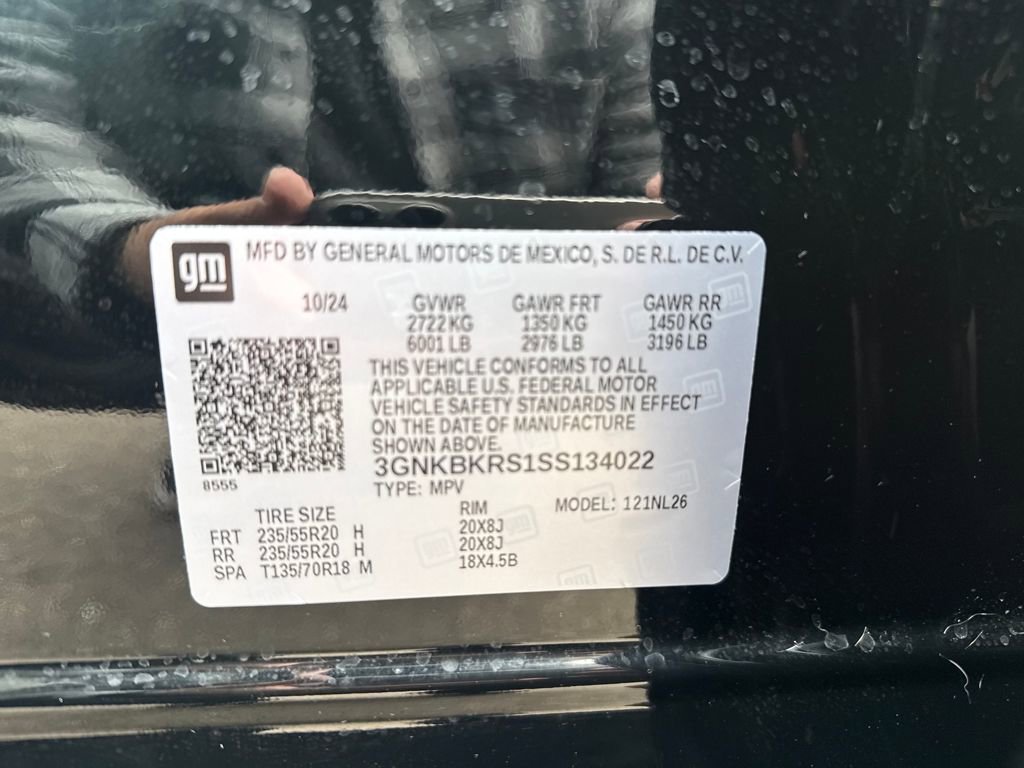 gm MFD BY GENERAL MOTORS DE MEXICO, S. DE R.L. DE C.V.
10/24 GVWR GAWR FRT GAWR RR
2722 KG 1350 KG 1450 KG
6001 LB 2976 LB 3196 LB
THIS VEHICLE CONFORMS TO ALL
APPLICABLE U.S. FEDERAL MOTOR
VEHICLE SAFETY STANDARDS IN EFFECT
ON THE DATE OF MANUFACTURE
SHOWN ABOVE.
3GNKBKRS1SS134022
8555
TYPE: MPV
TIRE SIZE RIM MODEL: 121NL26
FRT 235/55R20 H 20X8J
RR 235/55R20 H 20X8J
SPA T135/70R18 M 18X4.5B